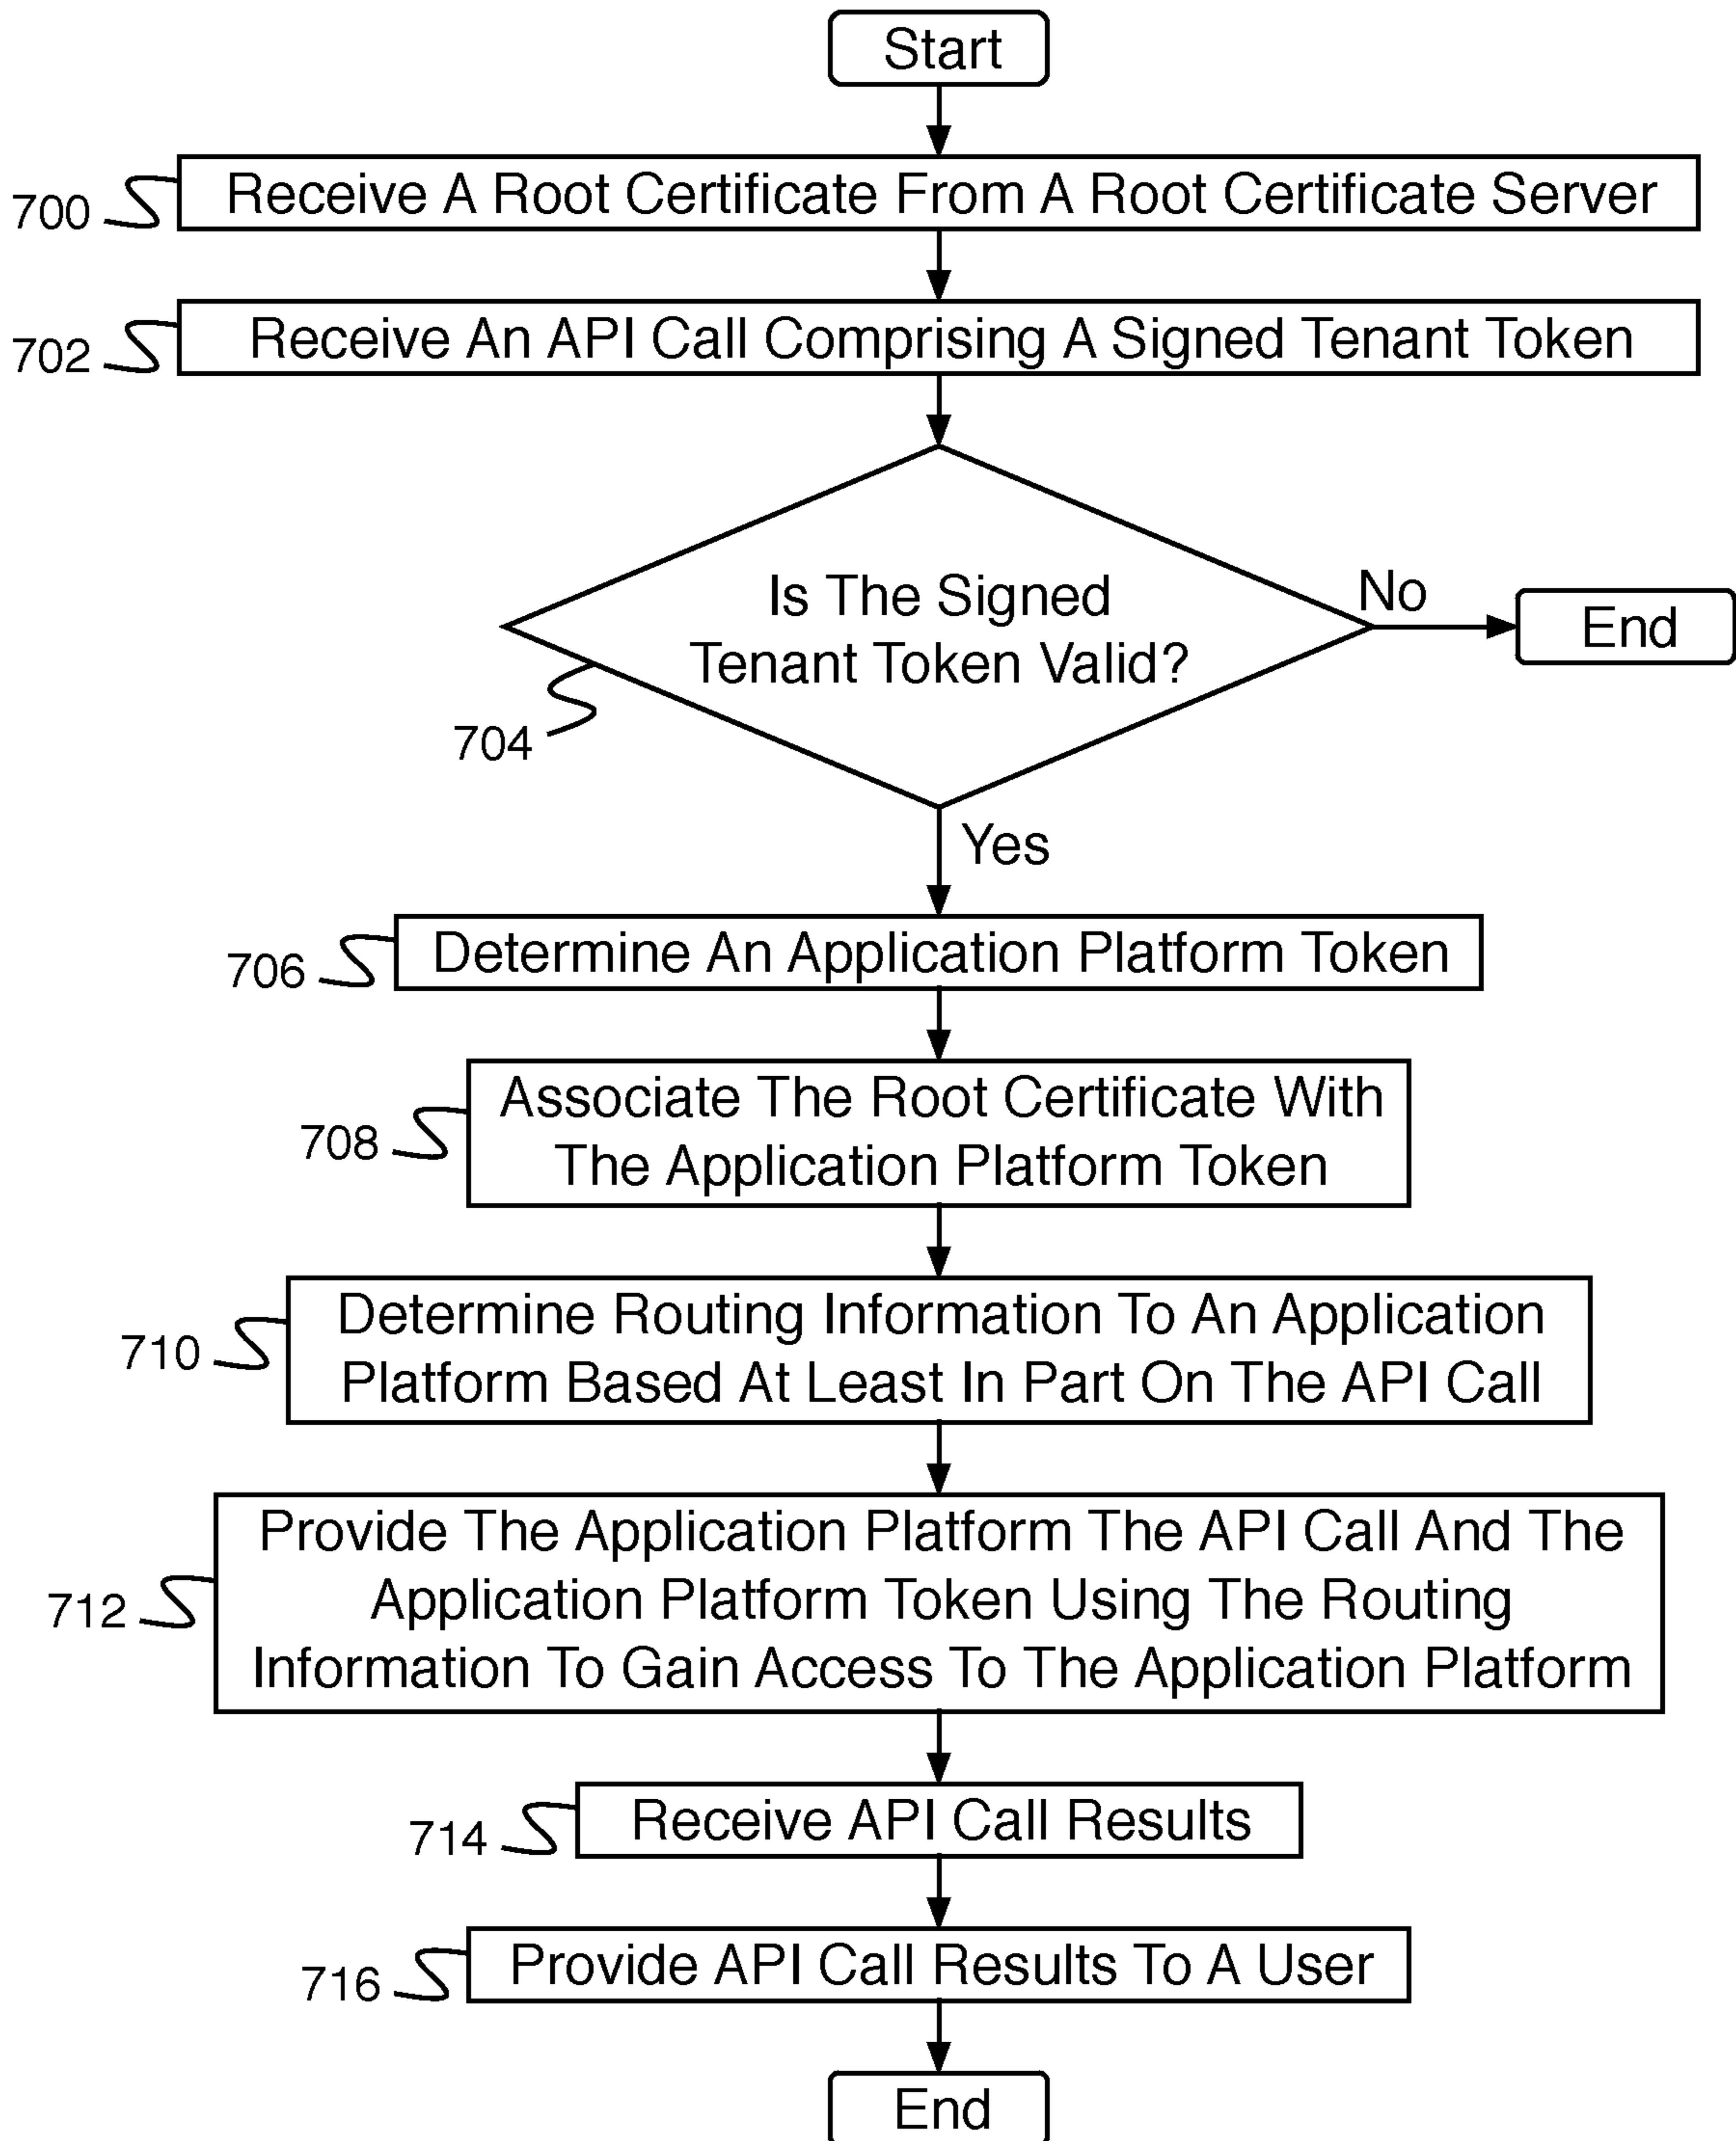 Start
700
Receive A Root Certificate From A Root Certificate Server
702
Receive An API Call Comprising A Signed Tenant Token
Is The Signed
Tenant Token Valid?
No
End
704
Yes
706
Determine An Application Platform Token
708
Associate The Root Certificate With
The Application Platform Token
710
Determine Routing Information To An Application
Platform Based At Least In Part On The API Call
712
Provide The Application Platform The API Call And The
Application Platform Token Using The Routing
Information To Gain Access To The Application Platform
714
Receive API Call Results
716
Provide API Call Results To A User
End